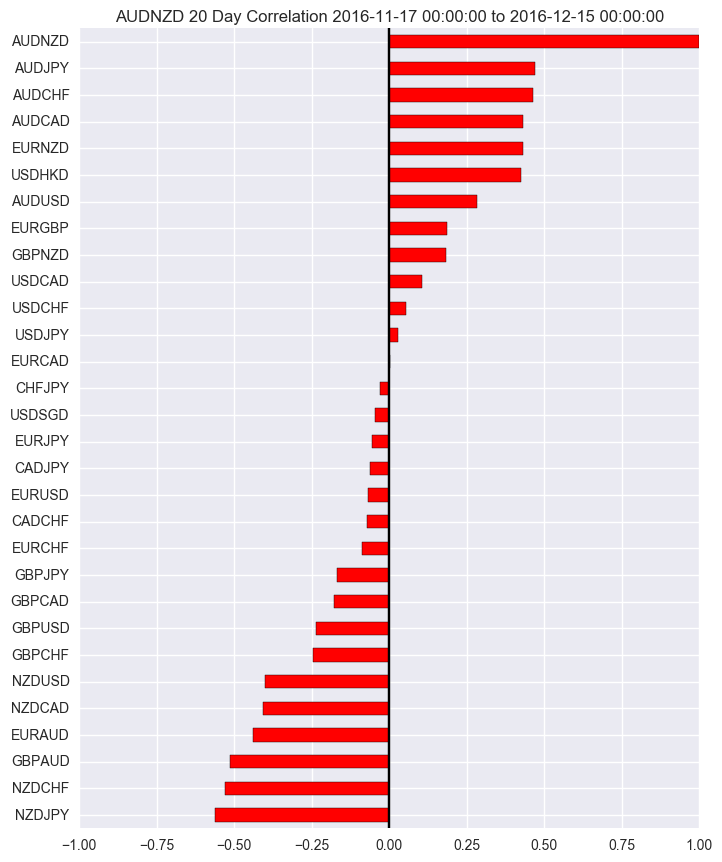 AUDNZD 20 Day Correlation 2016-11-17 00:00:00 to 2016-12-15 00:00:00
AUDNZD
AUDJPY
AUDCHF
AUDCAD
EURNZD
USDHKD
AUDUSD
EURGBP
GBPNZD
USDCAD
USDCHF
USDJPY
EURCAD
CHFJPY
USDSGD
EURJPY
CADJPY
EURUSD
CADCHF
EURCHF
GBPJPY
GBPCAD
GBPUSD
GBPCHF
NZDUSD
NZDCAD
EURAUD
GBPAUD
NZDCHF
NZDJPY
−1.00 −0.75 −0.50 −0.25 0.00 0.25 0.50 0.75 1.00